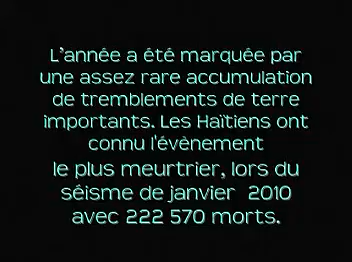 L'année a été marquée par
une assez rare accumulation
de tremblements de terre
importants. Les Haïtiens ont
connu l'évènement
le plus meurtrier, lors du
séisme de janvier 2010
avec 222 570 morts.